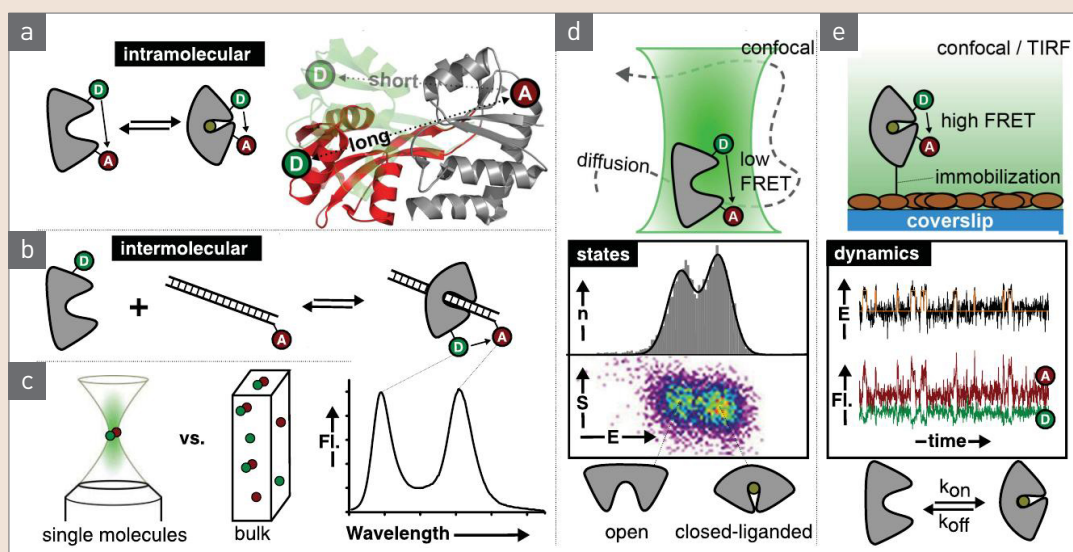 a
intramolecular
D
A
D
A
D
short
A
long
D
b
intermolecular
D
+
A
D
A
c
single molecules
vs.
bulk
Fl.
Wavelength
d
confocal
diffusion
D
A
low
FRET
states
n
S
E
open
closed-liganded
e
confocal / TIRF
D
A
high FRET
immobilization
coverslip
dynamics
E
Fl.
A
D
time
kon
koff